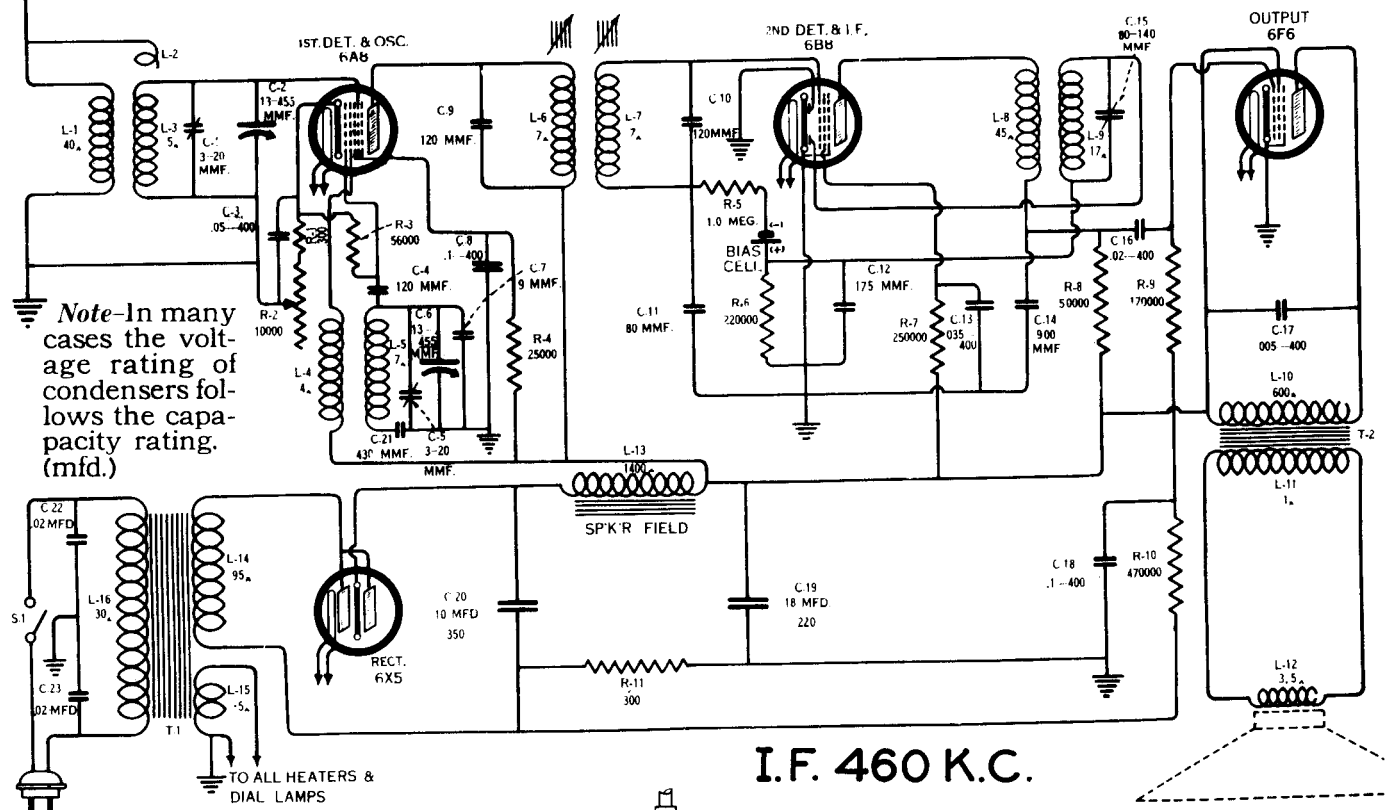 OUTPUT
6F6
C.15
80-140
MMF
1ST. DET. & OSC.
6A8
2ND DET. & I.F.
6B8
L-2
C-2
13-455
MMF.
L-1
40
L-3
5
3-20
MMF.
C.9
120 MMF.
L-6
7
L-7
7
C.10
120MMF.
L-8
45
L-9
17
C-3
.05-400
R-3
56000
C.8
.1-400
C.7
9 MMF.
R-5
1.0 MEG.
(-)
(+)
BIAS
CELL
C.16
.02-400
C-4
120 MMF.
C.12
175 MMF.
R-2
10000
C.6
13-
455
MMF
L-5
7
R-4
25000
C.11
80 MMF.
R-6
220000
R-7
250000
C.13
035
400
C.14
900
MMF
R-8
50000
R-9
170000
C-17
005-400
L-4
4
L-10
600
T-2
Note-In many
cases the volt-
age rating of
condensers fol-
lows the capa-
pacity rating.
(mfd.)
C-21
430 MMF.
C-5
3-20
MMF.
L-13
1400
SP'K'R FIELD
L-11
1
C.22
.02 MFD
L-14
95
L-16
30
S.1
C.20
10 MFD
350
C.19
18 MFD.
220
C.18
.1-400
R-10
470000
RECT.
6X5
R-11
300
C.23
.02 MFD
L-15
.5
T.1
L-12
3.5
TO ALL HEATERS &
DIAL LAMPS
I.F. 460 K.C.